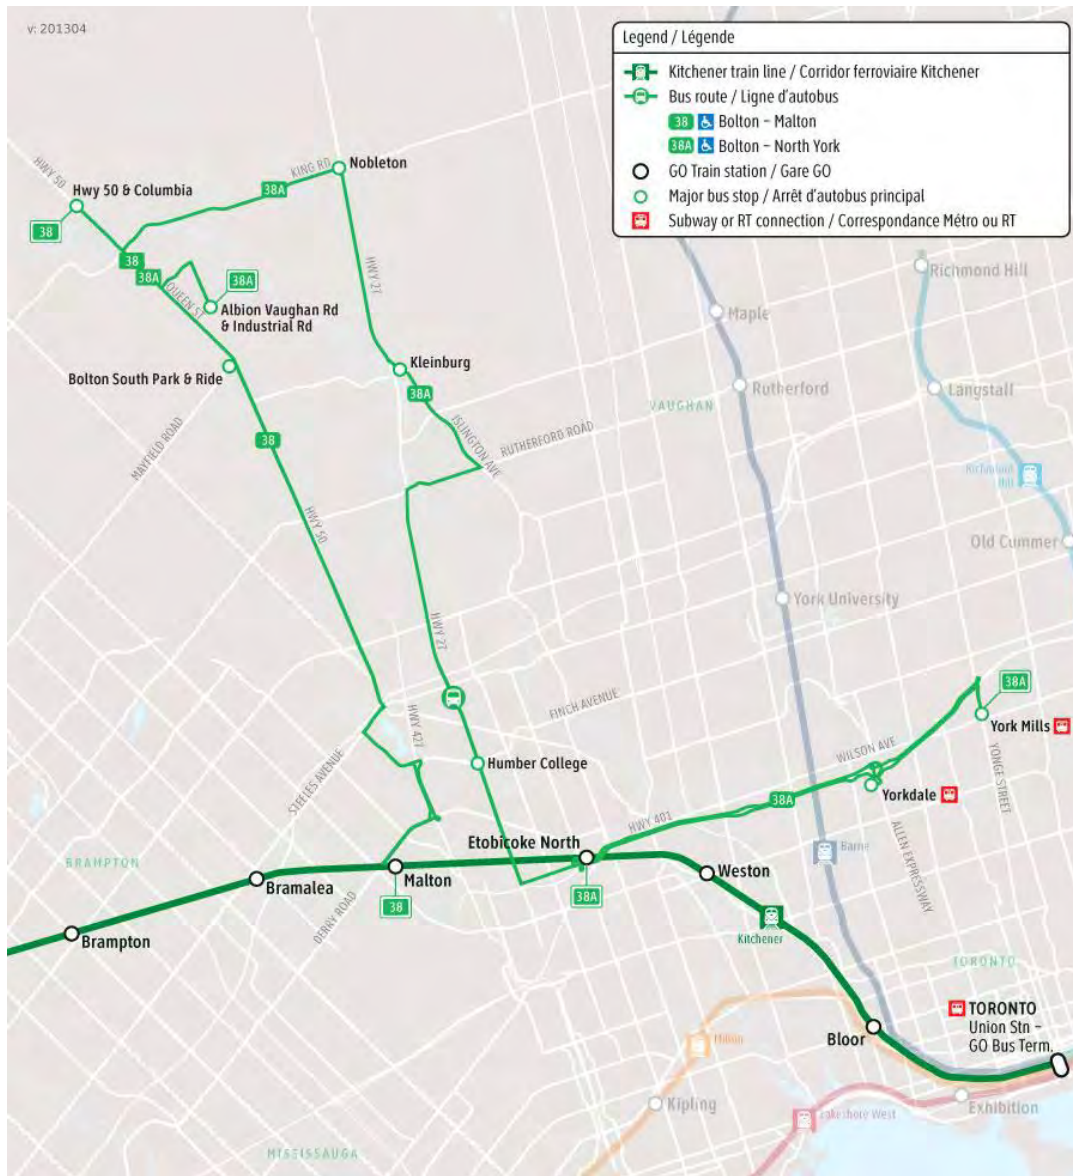 v: 201304
Legend / Légende
Kitchener train line / Corridor ferroviaire Kitchener
Bus route / Ligne d'autobus
38 Bolton – Malton
38A Bolton – North York
GO Train station / Gare GO
Major bus stop / Arrêt d'autobus principal
Subway or RT connection / Correspondance Métro ou RT
HWY 50
KING RD
Nobleton
38A
Hwy 50 & Columbia
38
38
38A
QUEEN ST
38A
Albion Vaughan Rd
& Industrial Rd
HWY 27
Richmond Hill
Maple
Kleinburg
38A
Bolton South Park & Ride
Rutherford
Langstaff
VAUGHAN
MAYFIELD ROAD
38
ISLINGTON AVE
RUTHERFORD ROAD
Richmond
Hill
HWY 50
Old Cummer
York University
HWY 27
FINCH AVENUE
38A
York Mills
HWY 427
STEELES AVENUE
Humber College
WILSON AVE
YONGE STREET
Yorkdale
38A
HWY 401
ALLEN EXPRESSWAY
Etobicoke North
Barrie
BRAMPTON
Bramalea
Malton
Weston
38
38A
DERRY ROAD
Brampton
Kitchener
TORONTO
TORONTO
Union Stn –
GO Bus Term.
Bloor
Milton
Kipling
Exhibition
Lakeshore West
MISSISSAUGA